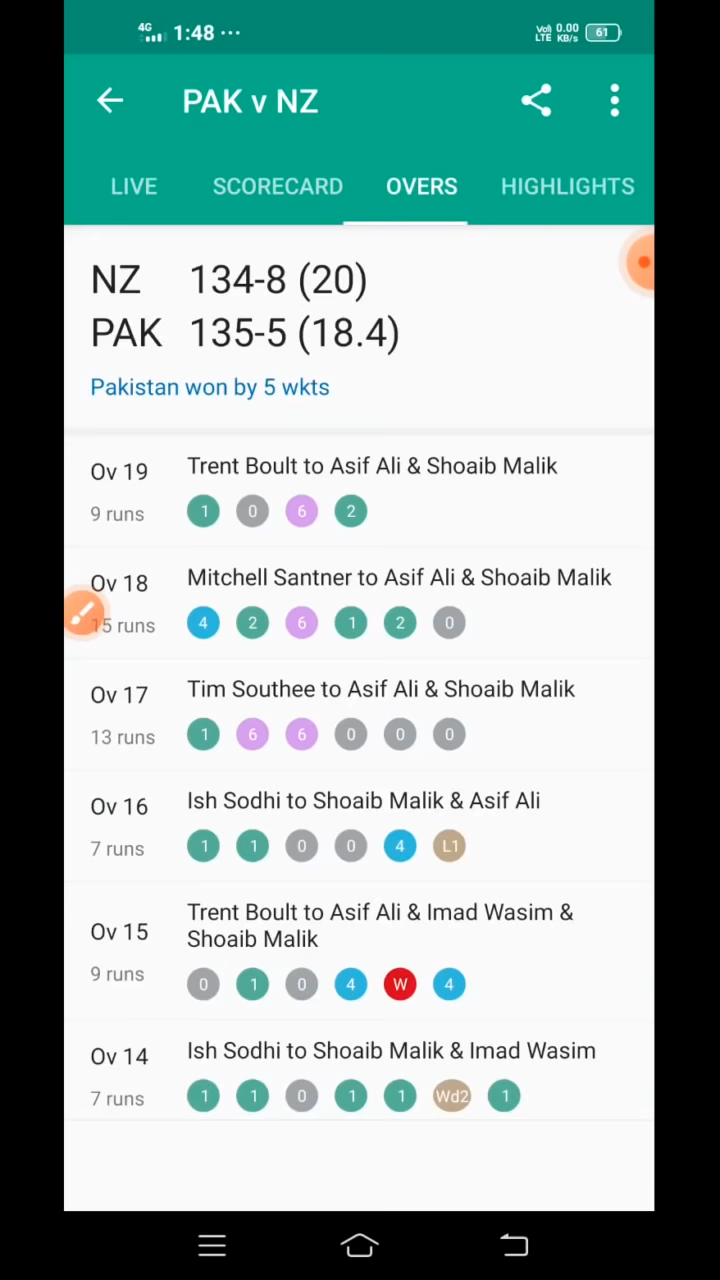 4G 1:48 ... Vo) LTE 0.00 KB/s 61
PAK v NZ
LIVE SCORECARD OVERS HIGHLIGHTS
NZ 134-8 (20)
PAK 135-5 (18.4)
Pakistan won by 5 wkts
Ov 19 Trent Boult to Asif Ali & Shoaib Malik
9 runs 1 0 6 2
Ov 18 Mitchell Santner to Asif Ali & Shoaib Malik
15 runs 4 2 6 1 2 0
Ov 17 Tim Southee to Asif Ali & Shoaib Malik
13 runs 1 6 6 0 0 0
Ov 16 Ish Sodhi to Shoaib Malik & Asif Ali
7 runs 1 1 0 0 4 L1
Ov 15 Trent Boult to Asif Ali & Imad Wasim &
Shoaib Malik
9 runs 0 1 0 4 W 4
Ov 14 Ish Sodhi to Shoaib Malik & Imad Wasim
7 runs 1 1 0 1 1 Wd2 1